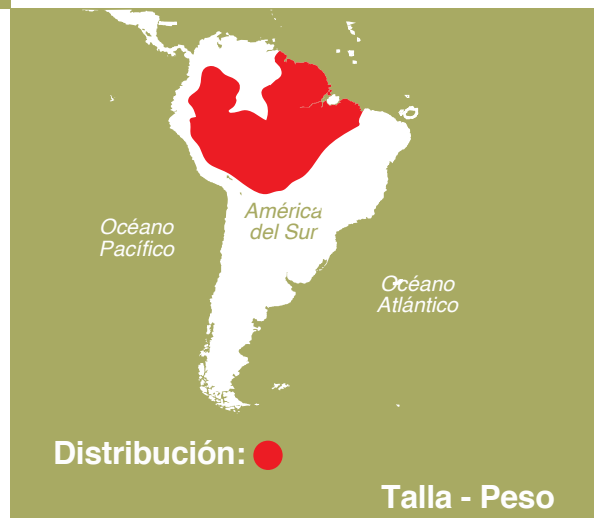 América
del Sur
Océano
Pacífico
Océano
Atlántico
Distribución:
Talla - Peso